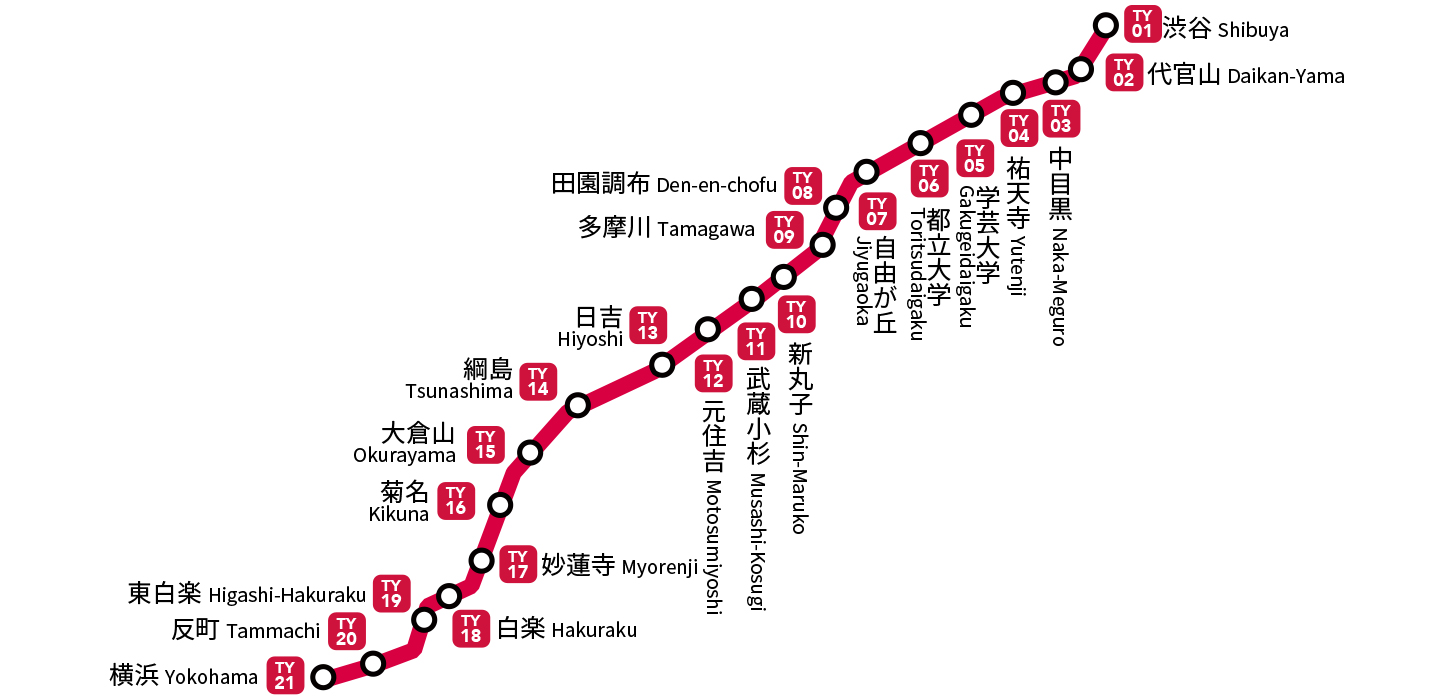 TY
01
渋谷 Shibuya
TY
02
代官山 Daikan-Yama
TY
03
中目黒 Naka-Meguro
TY
04
祐天寺 Yutenji
TY
05
学芸大学
Gakugeidaigaku
TY
06
都立大学
Toritsudaigaku
TY
07
自由が丘
Jiyugaoka
田園調布 Den-en-chofu
TY
08
多摩川 Tamagawa
TY
09
TY
10
新丸子 Shin-Maruko
TY
11
武蔵小杉 Musashi-Kosugi
TY
12
元住吉 Motosumiyoshi
日吉
Hiyoshi
TY
13
綱島
Tsunashima
TY
14
大倉山
Okurayama
TY
15
菊名
Kikuna
TY
16
TY
17
妙蓮寺 Myorenji
TY
18
白楽 Hakuraku
東白楽 Higashi-Hakuraku
TY
19
反町 Tammachi
TY
20
横浜 Yokohama
TY
21